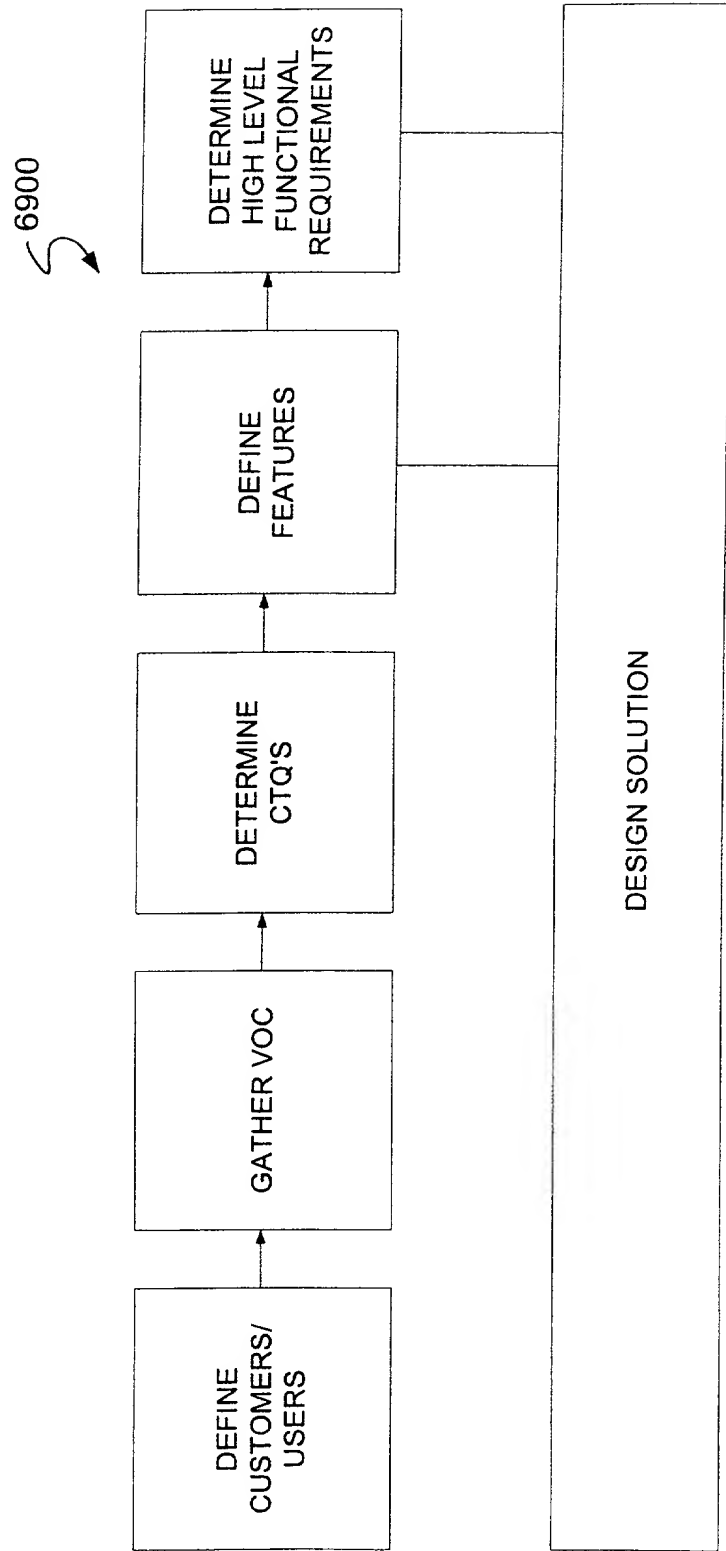 6900
DEFINE
CUSTOMERS/
USERS
GATHER VOC
DETERMINE
CTQ'S
DEFINE
FEATURES
DETERMINE
HIGH LEVEL
FUNCTIONAL
REQUIREMENTS
DESIGN SOLUTION